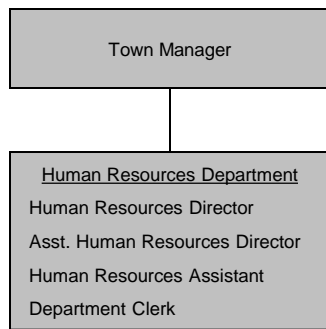 Town Manager
Human Resources Department
Human Resources Director
Asst. Human Resources Director
Human Resources Assistant
Department Clerk